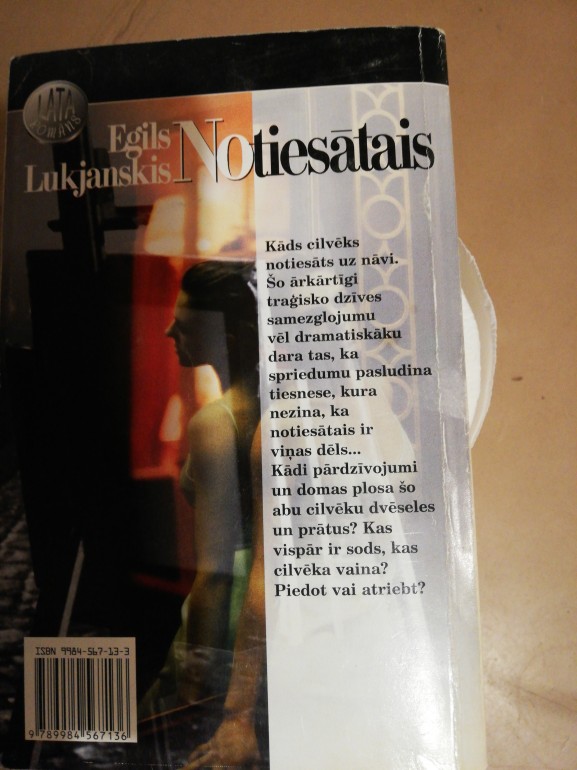 LATA
ROMĀNS
Egils
Lukjanskis
Notiesātais
Kāds cilvēks
notiesāts uz nāvi.
Šo ārkārtīgi
traģisko dzīves
samezglojumu
vēl dramatiskāku
dara tas, ka
spriedumu pasludina
tiesnese, kura
nezina, ka
notiesātais ir
viņas dēls...
Kādi pārdzīvojumi
un domas plosa šo
abu cilvēku dvēseles
un prātus? Kas
vispār ir sods, kas
cilvēka vaina?
Piedot vai atriebt?
ISBN 9984-567-13-3
9 789984 567136